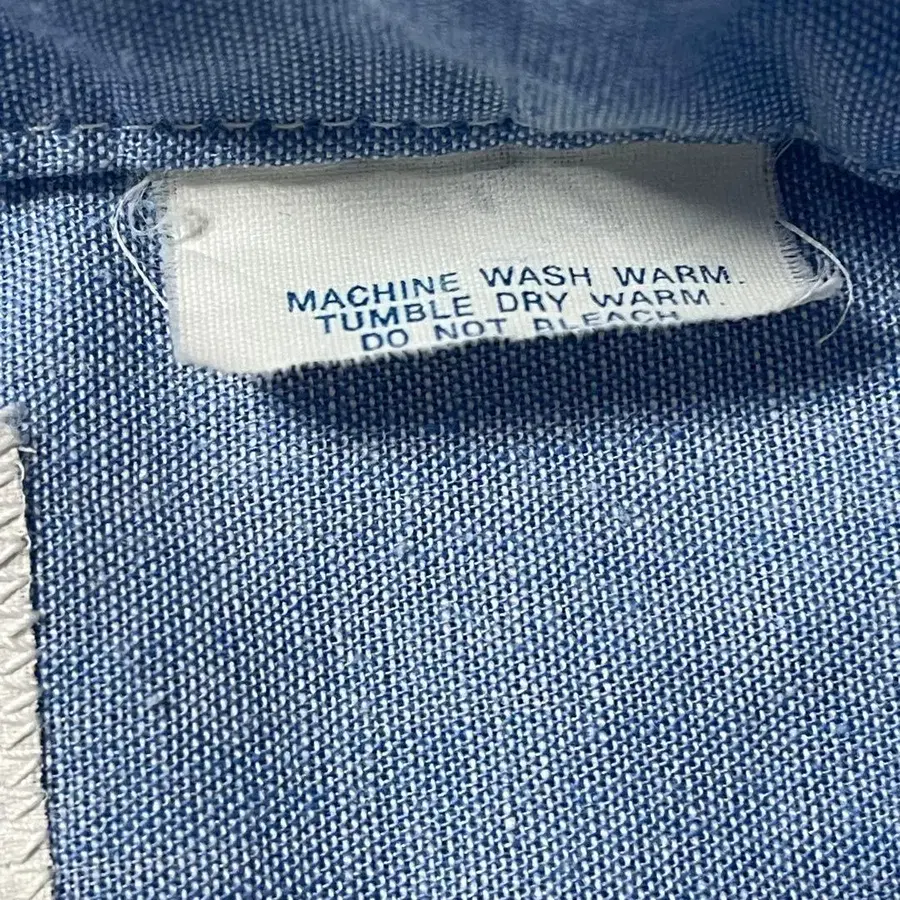 MACHINE WASH WARM.
TUMBLE DRY WARM.
DO NOT BLEACH